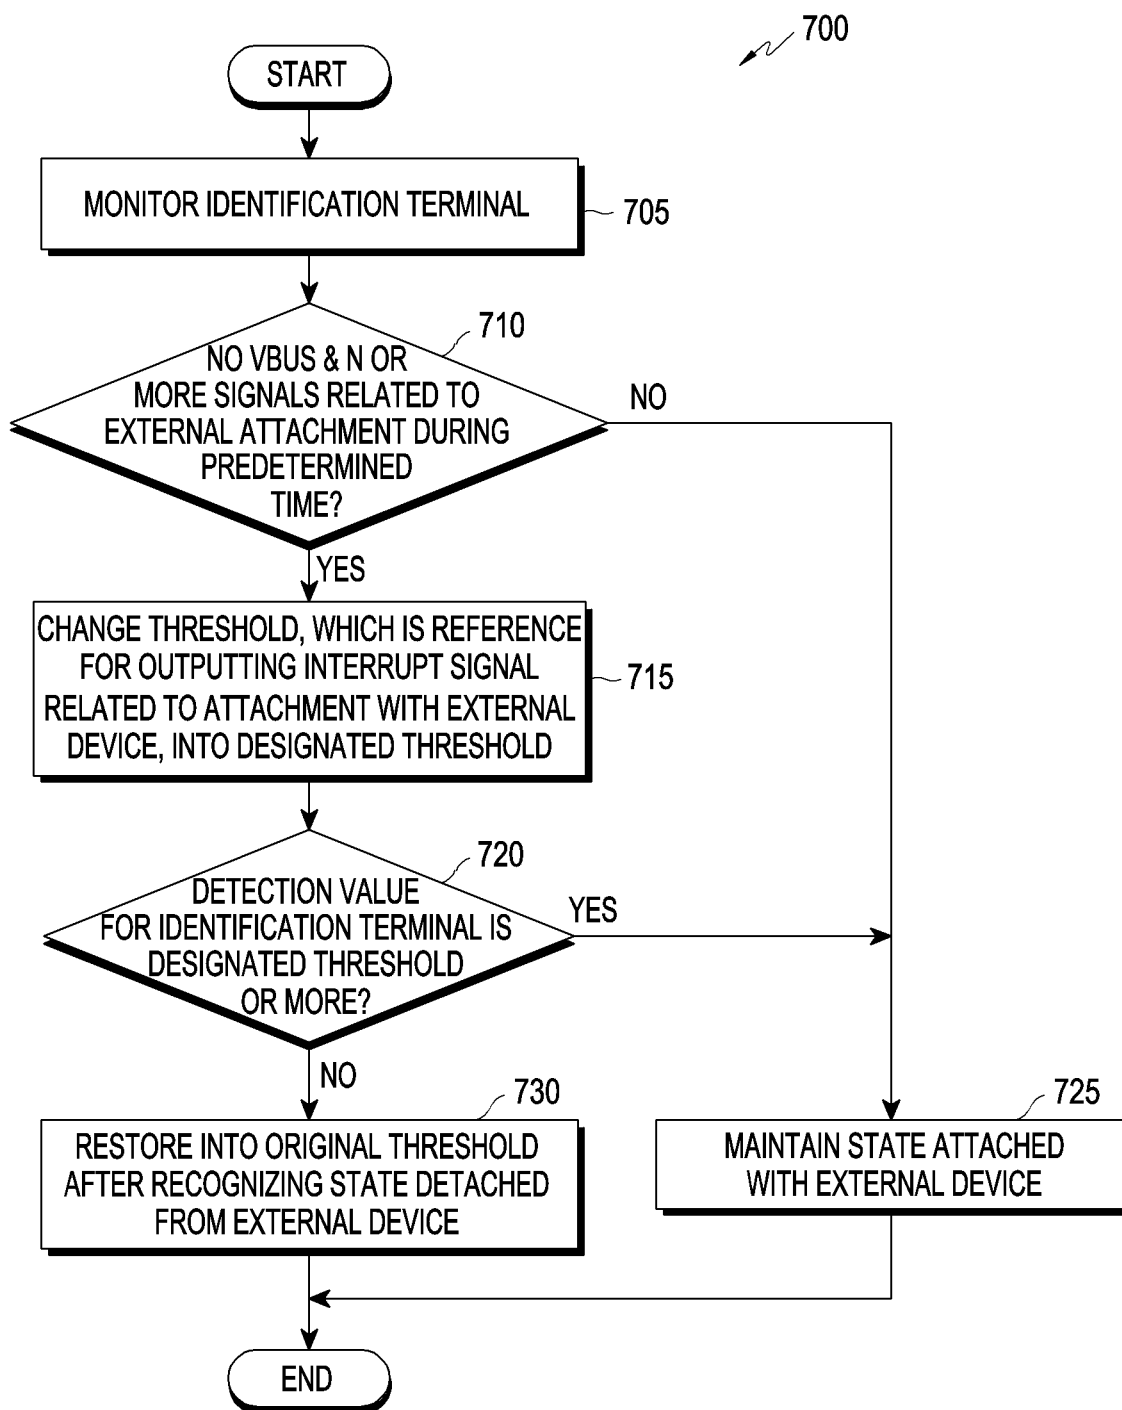 700
START
MONITOR IDENTIFICATION TERMINAL
705
710
NO VBUS & N OR
MORE SIGNALS RELATED TO
EXTERNAL ATTACHMENT DURING
PREDETERMINED
TIME?
NO
YES
CHANGE THRESHOLD, WHICH IS REFERENCE
FOR OUTPUTTING INTERRUPT SIGNAL
RELATED TO ATTACHMENT WITH EXTERNAL
DEVICE, INTO DESIGNATED THRESHOLD
715
720
DETECTION VALUE
FOR IDENTIFICATION TERMINAL IS
DESIGNATED THRESHOLD
OR MORE?
YES
NO
730
RESTORE INTO ORIGINAL THRESHOLD
AFTER RECOGNIZING STATE DETACHED
FROM EXTERNAL DEVICE
725
MAINTAIN STATE ATTACHED
WITH EXTERNAL DEVICE
END